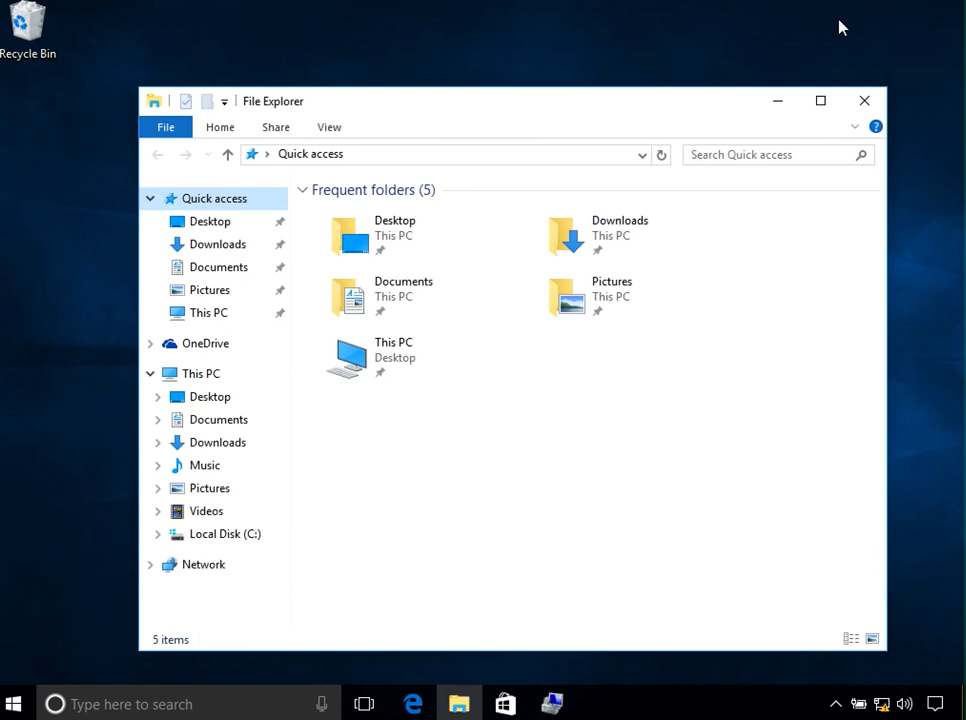 Recycle Bin
File Explorer
File Home Share View
Quick access
Search Quick access
Quick access
Desktop
Downloads
Documents
Pictures
This PC
OneDrive
This PC
Desktop
Documents
Downloads
Music
Pictures
Videos
Local Disk (C:)
Network
Frequent folders (5)
Desktop
This PC
Downloads
This PC
Documents
This PC
Pictures
This PC
This PC
Desktop
5 items
Type here to search